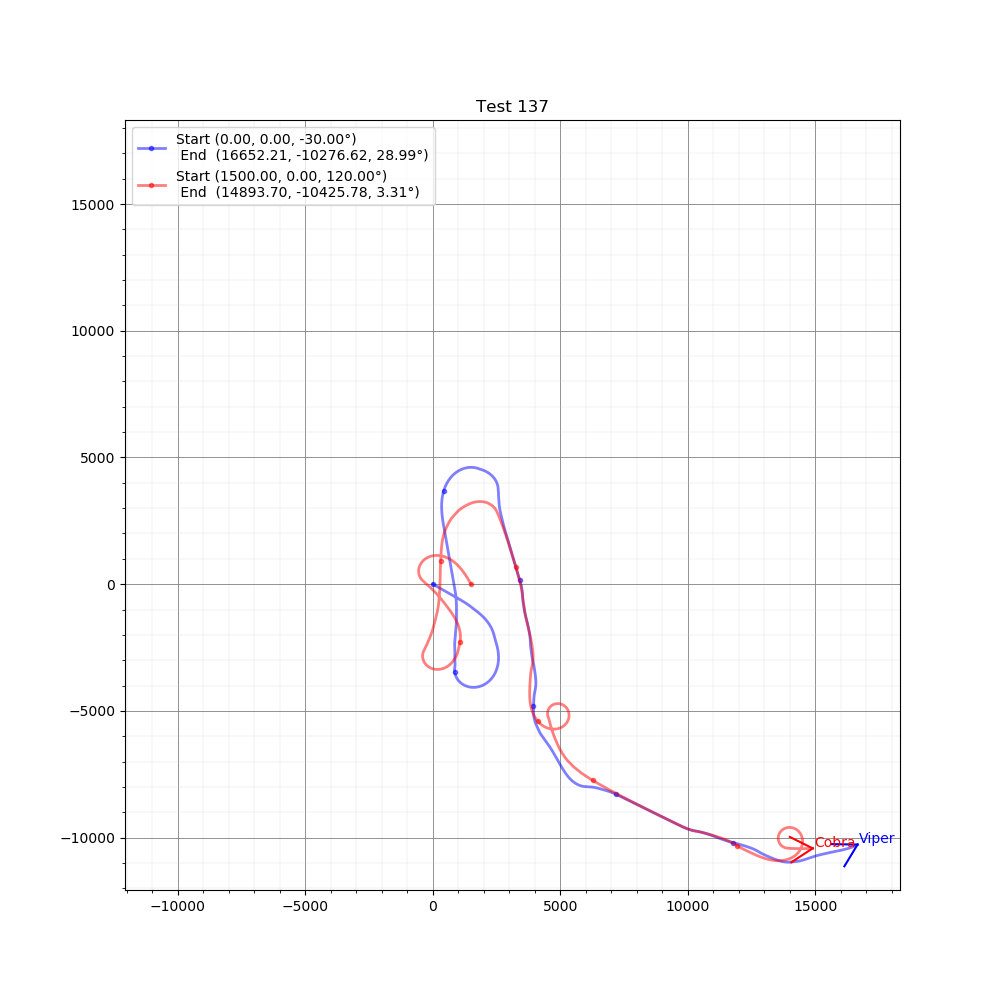 Test 137
Start (0.00, 0.00, -30.00°)
End (16652.21, -10276.62, 28.99°)
Start (1500.00, 0.00, 120.00°)
End (14893.70, -10425.78, 3.31°)
15000
10000
5000
0
−5000
−10000
Cobra
Viper
−10000
−5000
0
5000
10000
15000